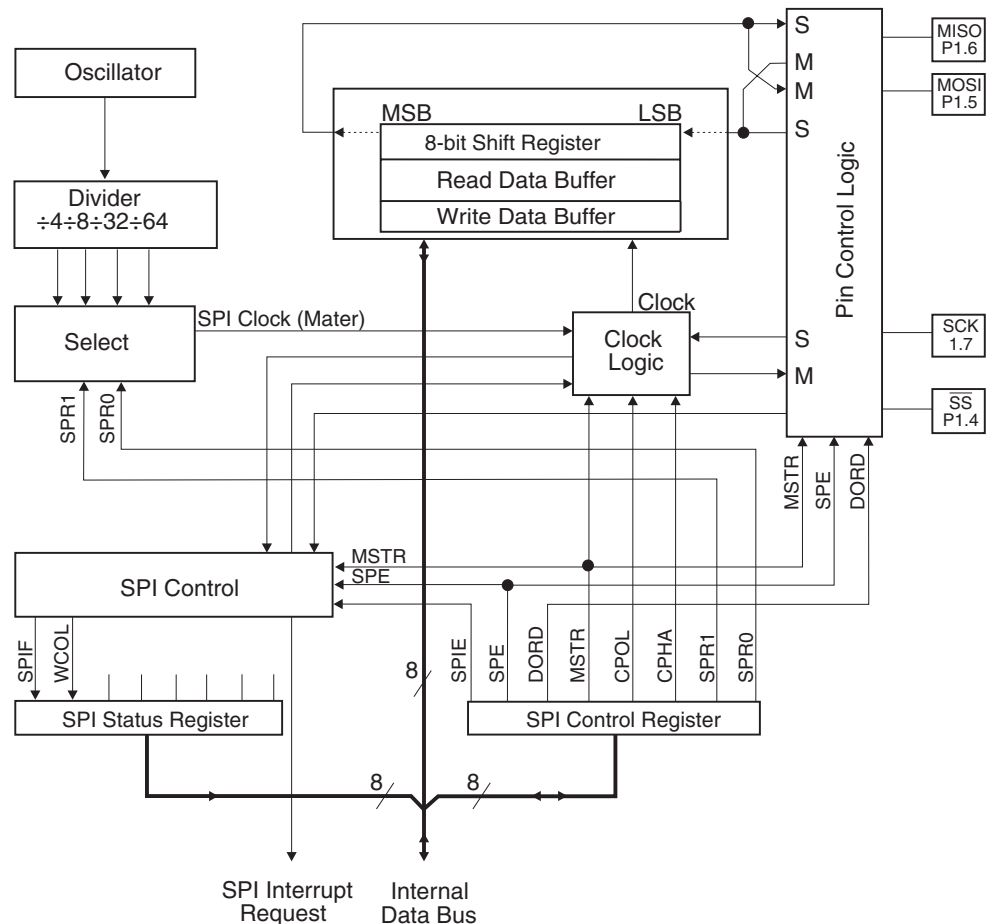 Oscillator
Divider
÷4÷8÷32÷64
Select
SPI Clock (Mater)
SPR1
SPR0
MSB
LSB
8-bit Shift Register
Read Data Buffer
Write Data Buffer
Clock
Clock
Logic
S
M
M
S
S
M
Pin Control Logic
MISO
P1.6
MOSI
P1.5
SCK
1.7
SS
P1.4
MSTR
SPE
DORD
SPI Control
MSTR
SPE
SPIF
WCOL
SPI Status Register
8
SPIE
SPE
DORD
MSTR
CPOL
CPHA
SPR1
SPR0
SPI Control Register
8
8
SPI Interrupt
Request
Internal
Data Bus